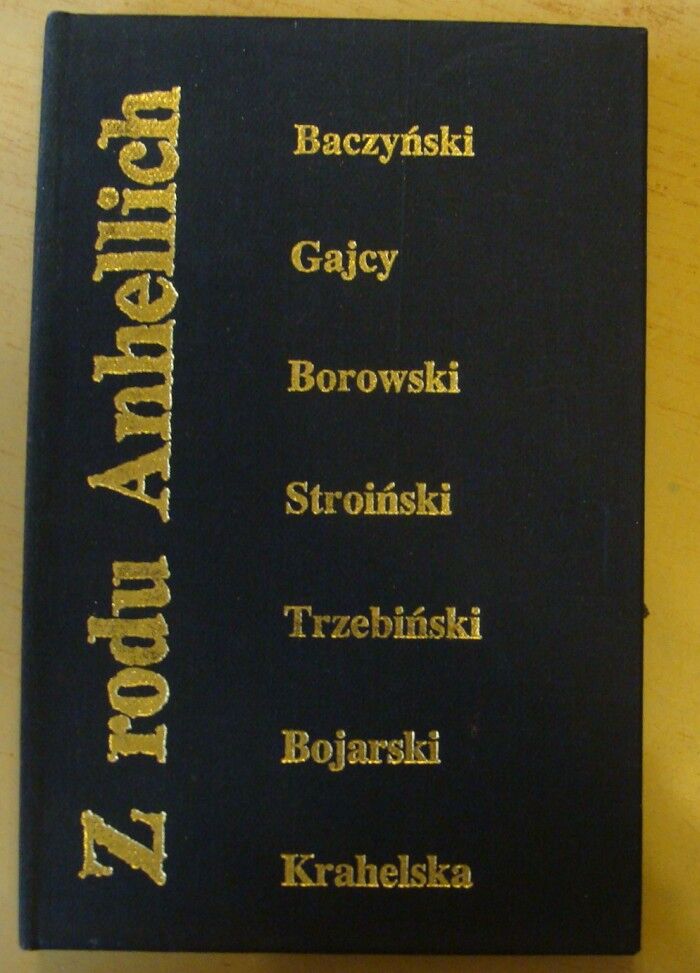 Z rodu Anhellich
Baczyński
Gajcy
Borowski
Stroiński
Trzebiński
Bojarski
Krahelska